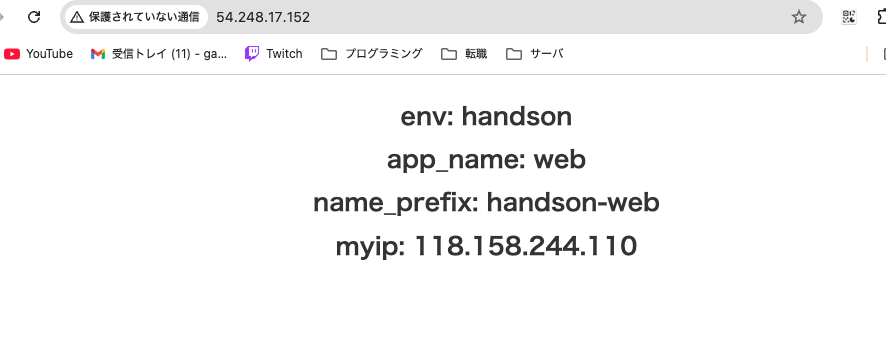 保護されていない通信 54.248.17.152
YouTube 受信トレイ (11) - ga... Twitch プログラミング 転職 サーバ
env: handson
app_name: web
name_prefix: handson-web
myip: 118.158.244.110